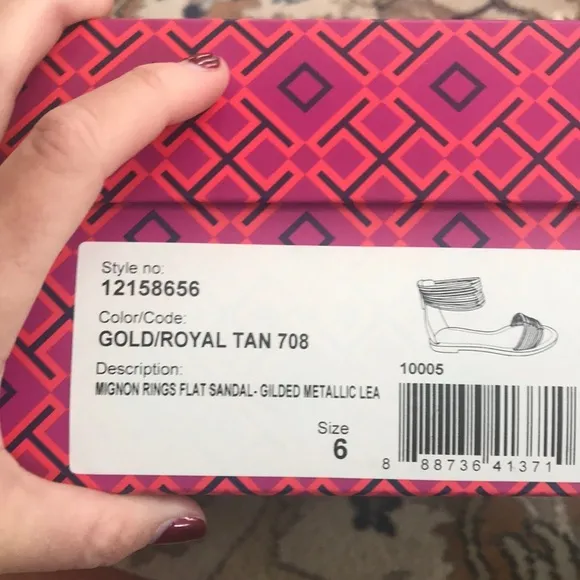 Style no:
12158656
Color/Code:
GOLD/ROYAL TAN 708
Description:
MIGNON RINGS FLAT SANDAL- GILDED METALLIC LEA
10005
Size
6
8 88736 41371